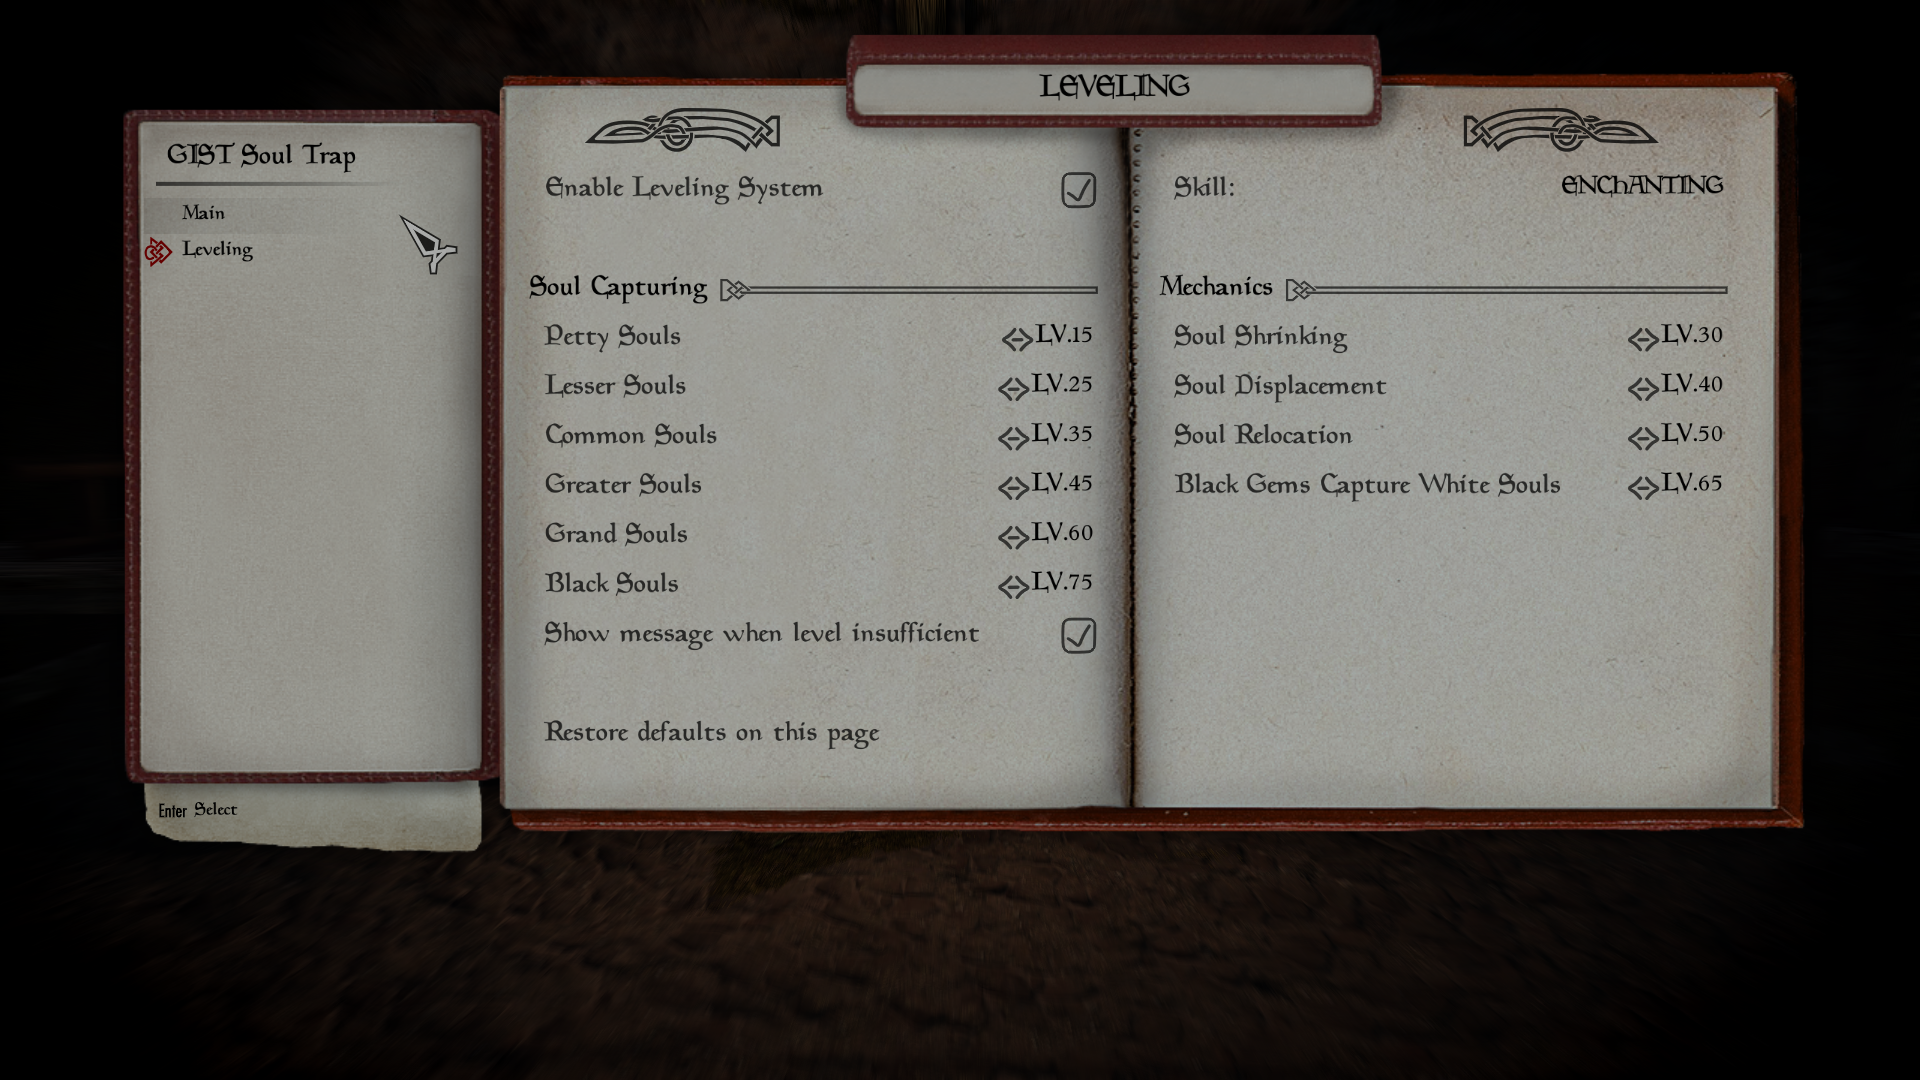 LEVELING
GIST Soul Trap
Main
Leveling
Enter Select
Enable Leveling System
Soul Capturing
Petty Souls LV.15
Lesser Souls LV.25
Common Souls LV.35
Greater Souls LV.45
Grand Souls LV.60
Black Souls LV.75
Show message when level insufficient
Restore defaults on this page
Skill: ENChANTING
Mechanics
Soul Shrinking LV.30
Soul Displacement LV.40
Soul Relocation LV.50
Black Gems Capture White Souls LV.65